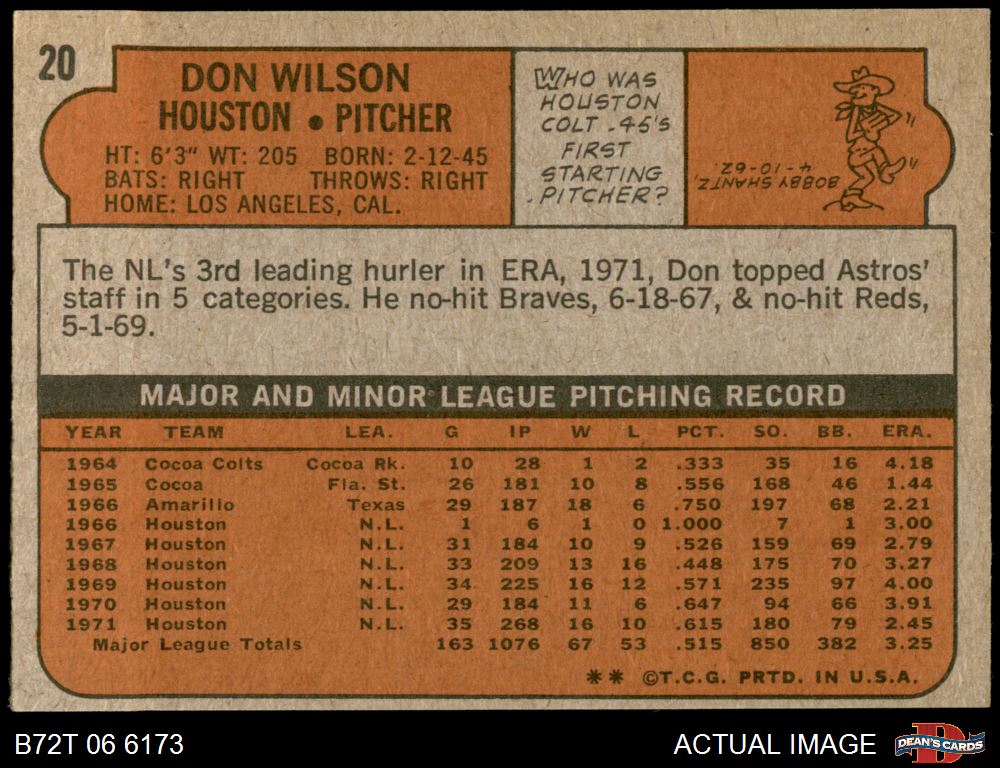 20
DON WILSON
HOUSTON • PITCHER
HT: 6'3" WT: 205 BORN: 2-12-45
BATS: RIGHT THROWS: RIGHT
HOME: LOS ANGELES, CAL.
WHO WAS
HOUSTON
COLT .45'S
FIRST
STARTING
PITCHER?
BOBBY SHANTZ,
4-10-62.
The NL's 3rd leading hurler in ERA, 1971, Don topped Astros'
staff in 5 categories. He no-hit Braves, 6-18-67, & no-hit Reds,
5-1-69.
MAJOR AND MINOR LEAGUE PITCHING RECORD
YEAR TEAM LEA. G IP W L PCT. SO. BB. ERA.
1964 Cocoa Colts Cocoa Rk. 10 28 1 2 .333 35 16 4.18
1965 Cocoa Fla. St. 26 181 10 8 .556 168 46 1.44
1966 Amarillo Texas 29 187 18 6 .750 197 68 2.21
1966 Houston N.L. 1 6 1 0 1.000 7 1 3.00
1967 Houston N.L. 31 184 10 9 .526 159 69 2.79
1968 Houston N.L. 33 209 13 16 .448 175 70 3.27
1969 Houston N.L. 34 225 16 12 .571 235 97 4.00
1970 Houston N.L. 29 184 11 6 .647 94 66 3.91
1971 Houston N.L. 35 268 16 10 .615 180 79 2.45
Major League Totals 163 1076 67 53 .515 850 382 3.25
** ©T.C.G. PRTD. IN U.S.A.
B72T 06 6173
ACTUAL IMAGE
D
DEAN'S CARDS